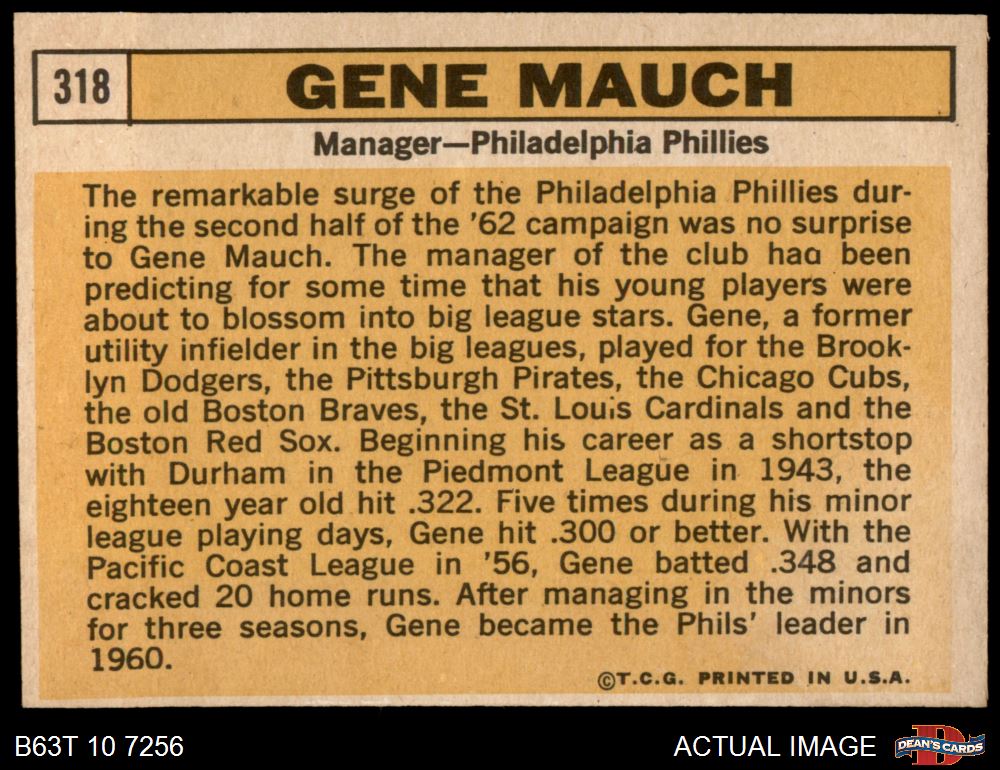 318
GENE MAUCH
Manager—Philadelphia Phillies
The remarkable surge of the Philadelphia Phillies dur-
ing the second half of the '62 campaign was no surprise
to Gene Mauch. The manager of the club had been
predicting for some time that his young players were
about to blossom into big league stars. Gene, a former
utility infielder in the big leagues, played for the Brook-
lyn Dodgers, the Pittsburgh Pirates, the Chicago Cubs,
the old Boston Braves, the St. Louis Cardinals and the
Boston Red Sox. Beginning his career as a shortstop
with Durham in the Piedmont League in 1943, the
eighteen year old hit .322. Five times during his minor
league playing days, Gene hit .300 or better. With the
Pacific Coast League in '56, Gene batted .348 and
cracked 20 home runs. After managing in the minors
for three seasons, Gene became the Phils' leader in
1960.
©T.C.G. PRINTED IN U.S.A.
B63T 10 7256
ACTUAL IMAGE
D
DEAN'S CARDS